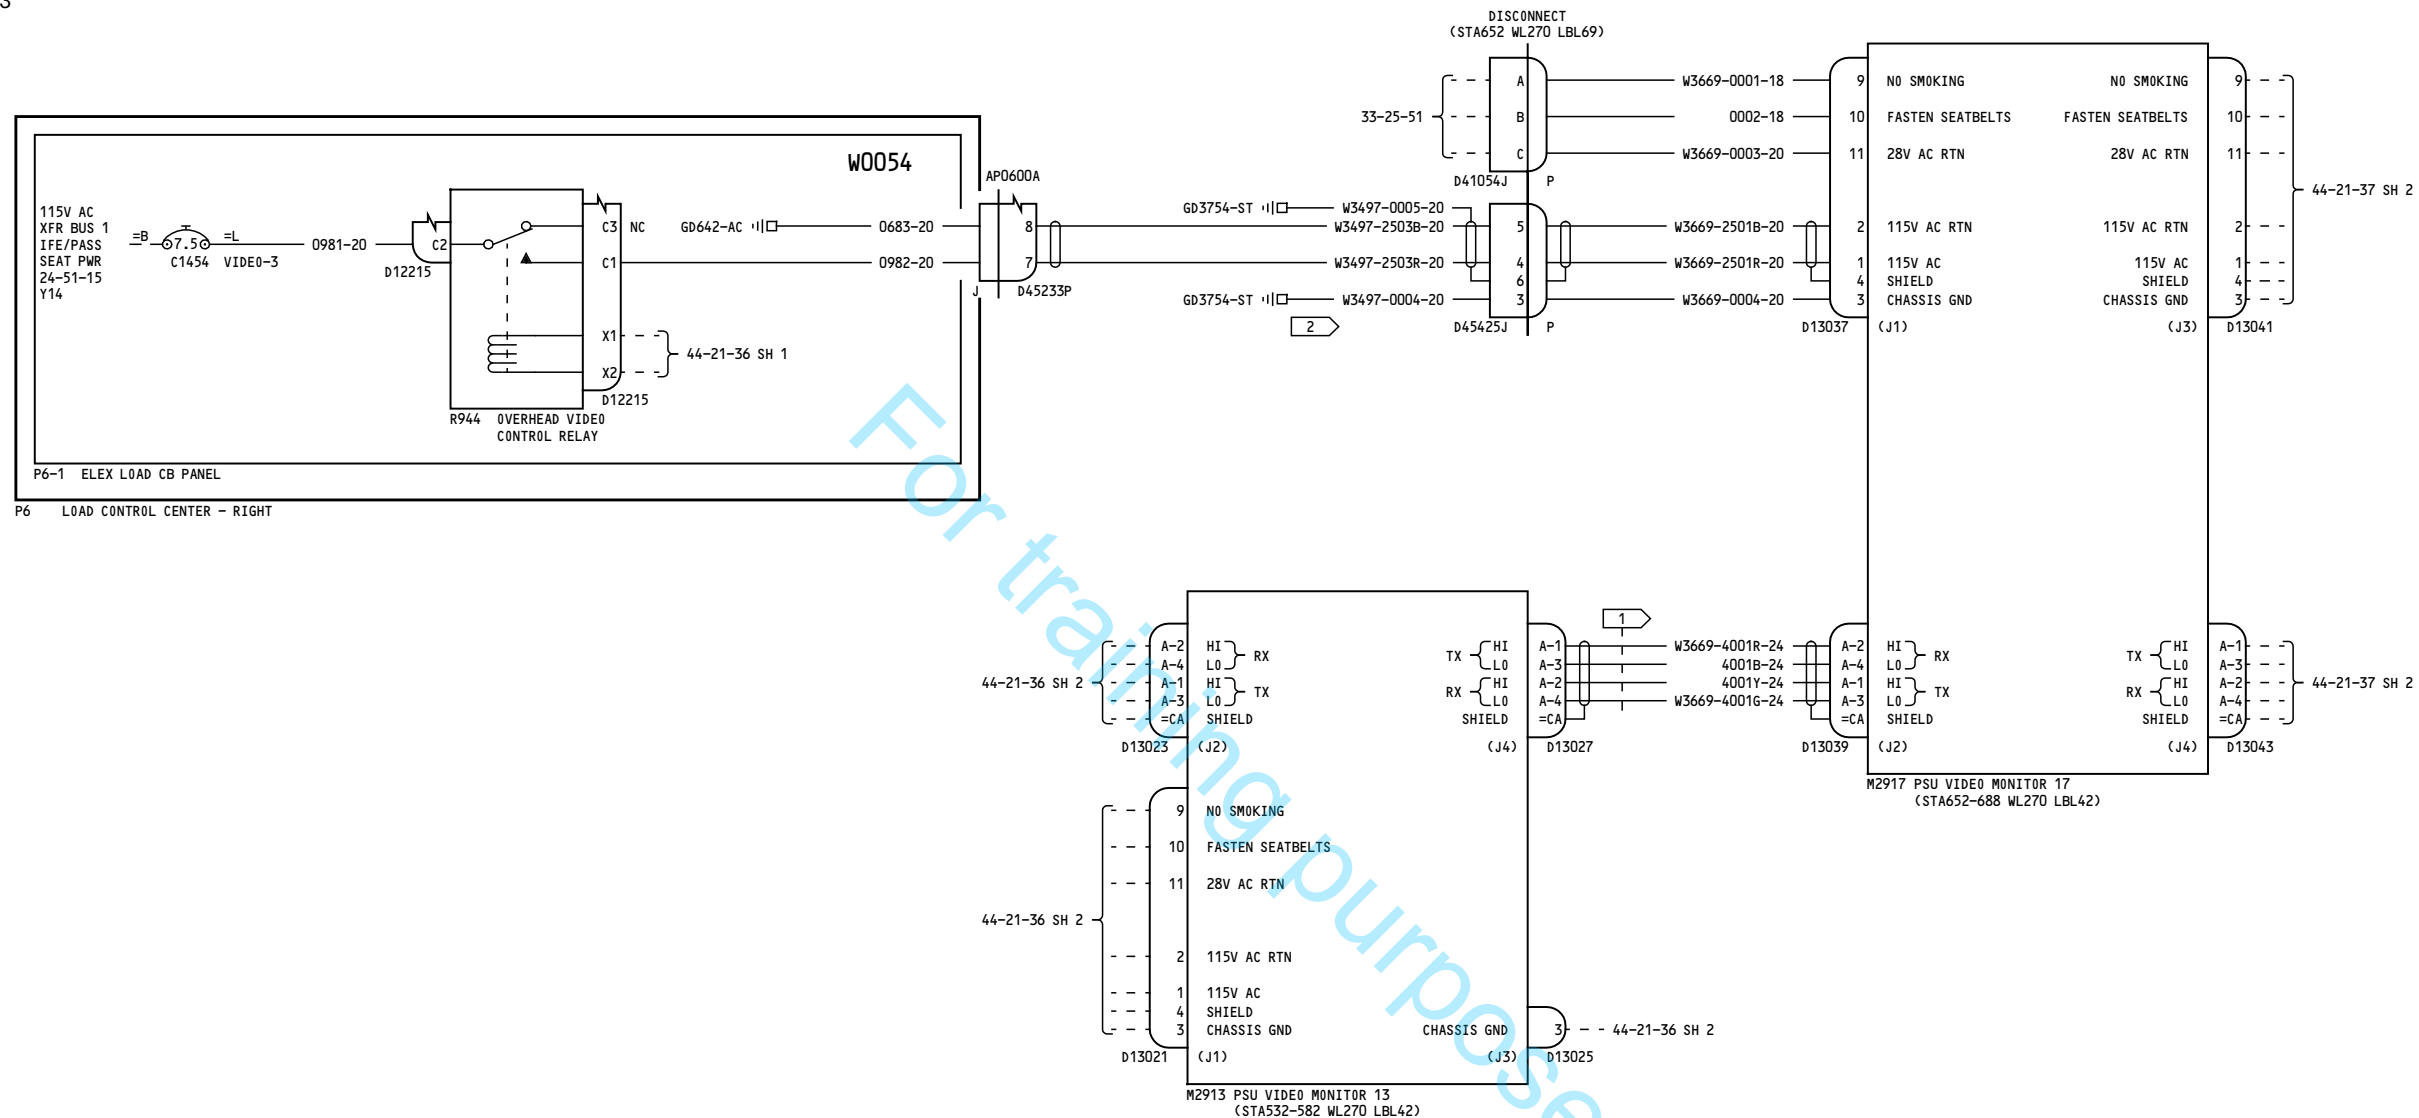 3
DISCONNECT
(STA652 WL270 LBL69)
33-25-51
A
B
C
W3669-0001-18
0002-18
W3669-0003-20
D41054J
P
9 NO SMOKING
10 FASTEN SEATBELTS
11 28V AC RTN
NO SMOKING 9
FASTEN SEATBELTS 10
28V AC RTN 11
44-21-37 SH 2
W0054
AP0600A
115V AC
XFR BUS 1
IFE/PASS
SEAT PWR
24-51-15
Y14
=B
7.5
=L
C1454 VIDEO-3
0981-20
C2
D12215
C3 NC
C1
GD642-AC
0683-20
0982-20
8
7
J
D45233P
GD3754-ST
W3497-0005-20
W3497-2503B-20
W3497-2503R-20
GD3754-ST
W3497-0004-20
2
5
4
6
3
D45425J
P
W3669-2501B-20
W3669-2501R-20
W3669-0004-20
2 115V AC RTN
1 115V AC
4 SHIELD
3 CHASSIS GND
D13037
(J1)
115V AC RTN 2
115V AC 1
SHIELD 4
CHASSIS GND 3
(J3)
D13041
X1
X2
44-21-36 SH 1
D12215
R944 OVERHEAD VIDEO
CONTROL RELAY
P6-1 ELEX LOAD CB PANEL
P6 LOAD CONTROL CENTER - RIGHT
For training purpose
44-21-36 SH 2
A-2 HI
A-4 LO
RX
A-1 HI
A-3 LO
TX
=CA SHIELD
D13023
(J2)
TX
HI A-1
LO A-3
RX
HI A-2
LO A-4
SHIELD =CA
(J4)
D13027
1
W3669-4001R-24
4001B-24
4001Y-24
W3669-4001G-24
A-2 HI
A-4 LO
RX
A-1 HI
A-3 LO
TX
=CA SHIELD
D13039
(J2)
TX
HI A-1
LO A-3
RX
HI A-2
LO A-4
SHIELD =CA
(J4)
D13043
44-21-37 SH 2
M2917 PSU VIDEO MONITOR 17
(STA652-688 WL270 LBL42)
44-21-36 SH 2
9 NO SMOKING
10 FASTEN SEATBELTS
11 28V AC RTN
2 115V AC RTN
1 115V AC
4 SHIELD
3 CHASSIS GND
D13021
(J1)
CHASSIS GND 3
44-21-36 SH 2
(J3)
D13025
M2913 PSU VIDEO MONITOR 13
(STA532-582 WL270 LBL42)